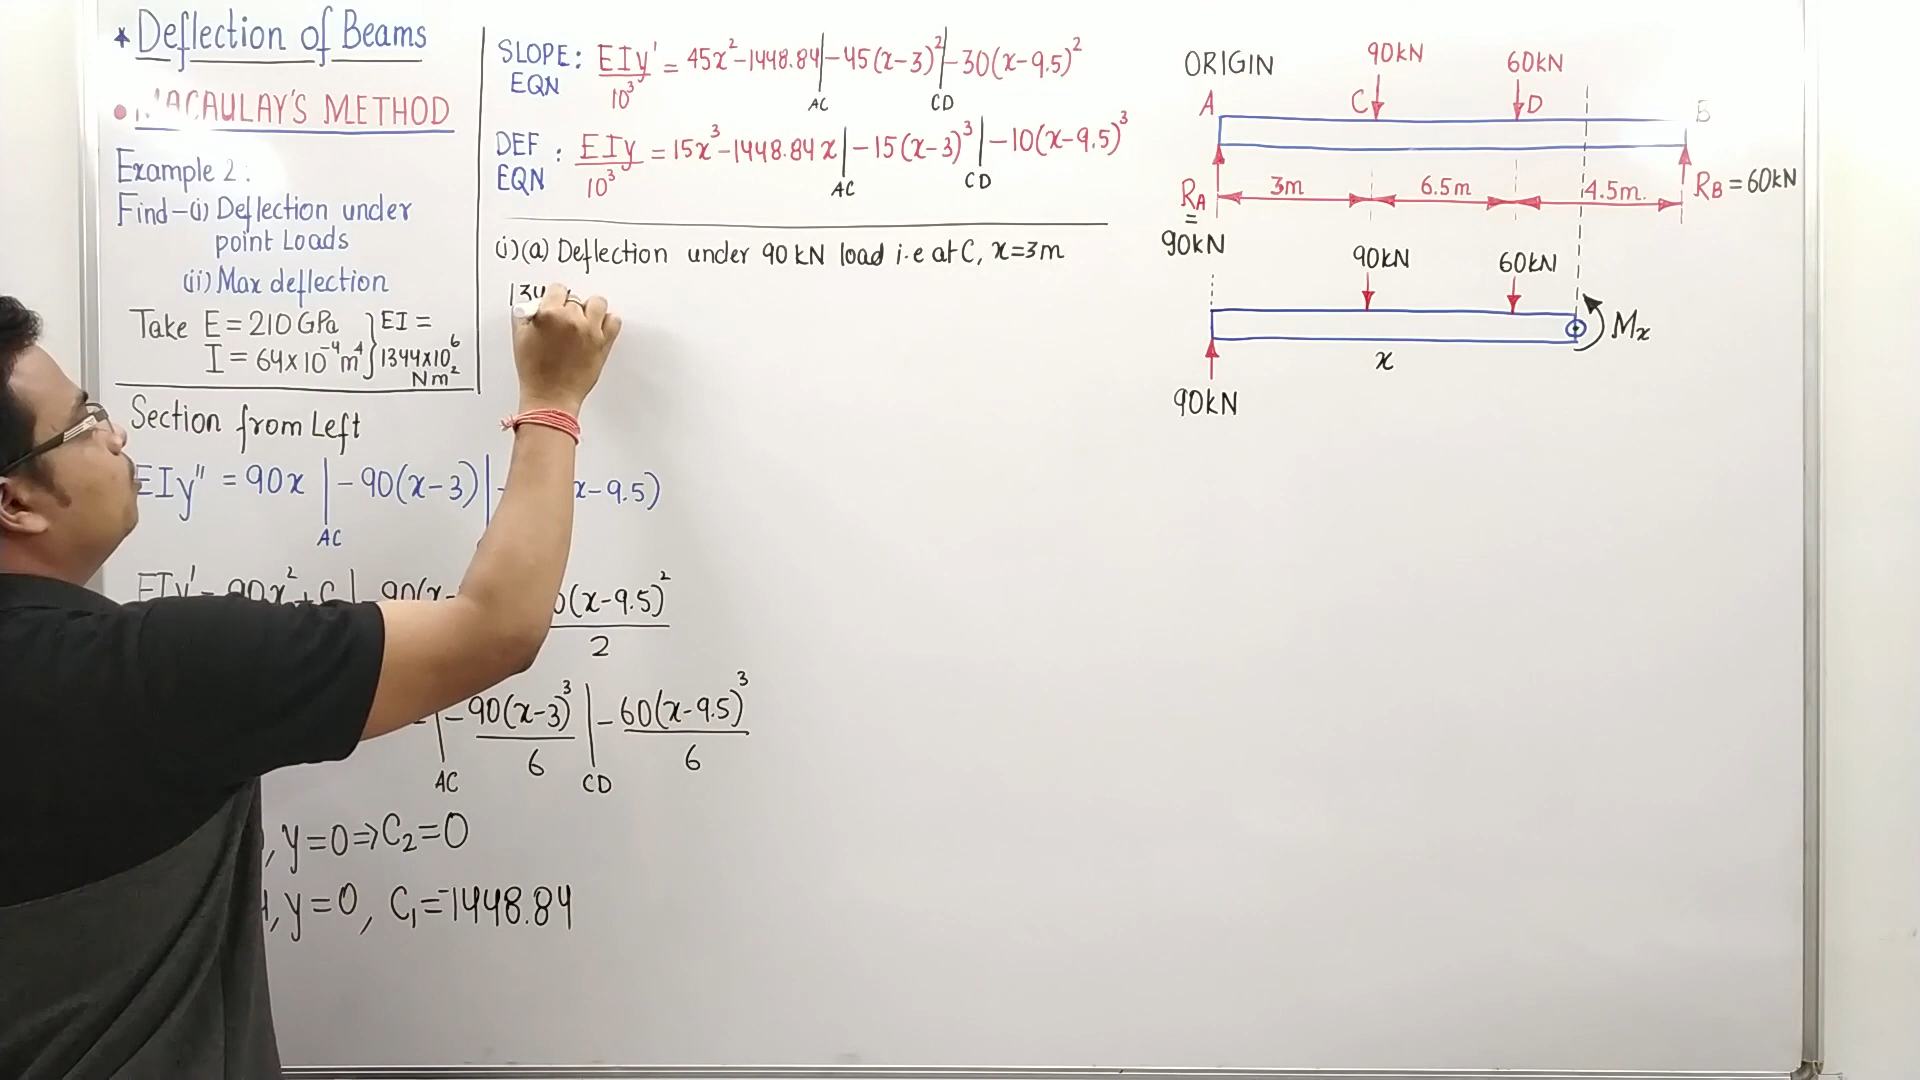 * Deflection of Beams
• MACAULAY'S METHOD
Example 2 :
Find-(i) Deflection under
point Loads
(ii) Max deflection
Take E = 210 GPa
I = 64×10⁻⁴m⁴
} EI =
1344×10⁶
Nm²
Section from Left
EIy'' = 90x | -90(x-3) | - x-9.5)
AC
EIy' = 90x² + C | 90(x- 0(x-9.5)²
2
- 90(x-3)³ | - 60(x-9.5)³
6 6
AC CD
, y=0⇒C₂=0
, y=0, C₁=-1448.84
SLOPE: EIy' = 45x²-1448.84 | -45(x-3)² | -30(x-9.5)²
EQN 10³ AC CD
DEF : EIy = 15x³-1448.84x | -15(x-3)³ | -10(x-9.5)³
EQN 10³ AC CD
(i)(a) Deflection under 90 kN load i.e at C, x=3m
134
ORIGIN
90kN 60kN
A C D B
3m 6.5m 4.5m.
R_A
=
90kN
R_B = 60kN
90kN 60kN
Mx
x
90kN